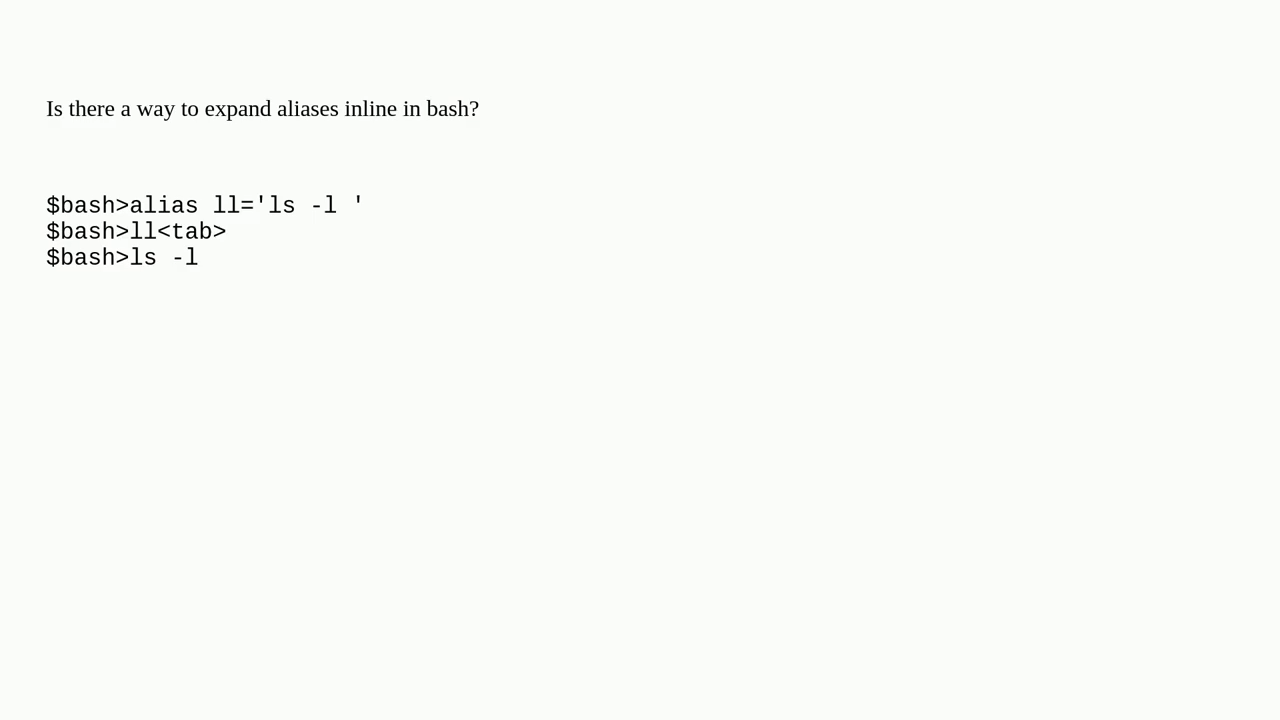 Is there a way to expand aliases inline in bash?
$bash>alias ll='ls -l '
$bash>ll<tab>
$bash>ls -l